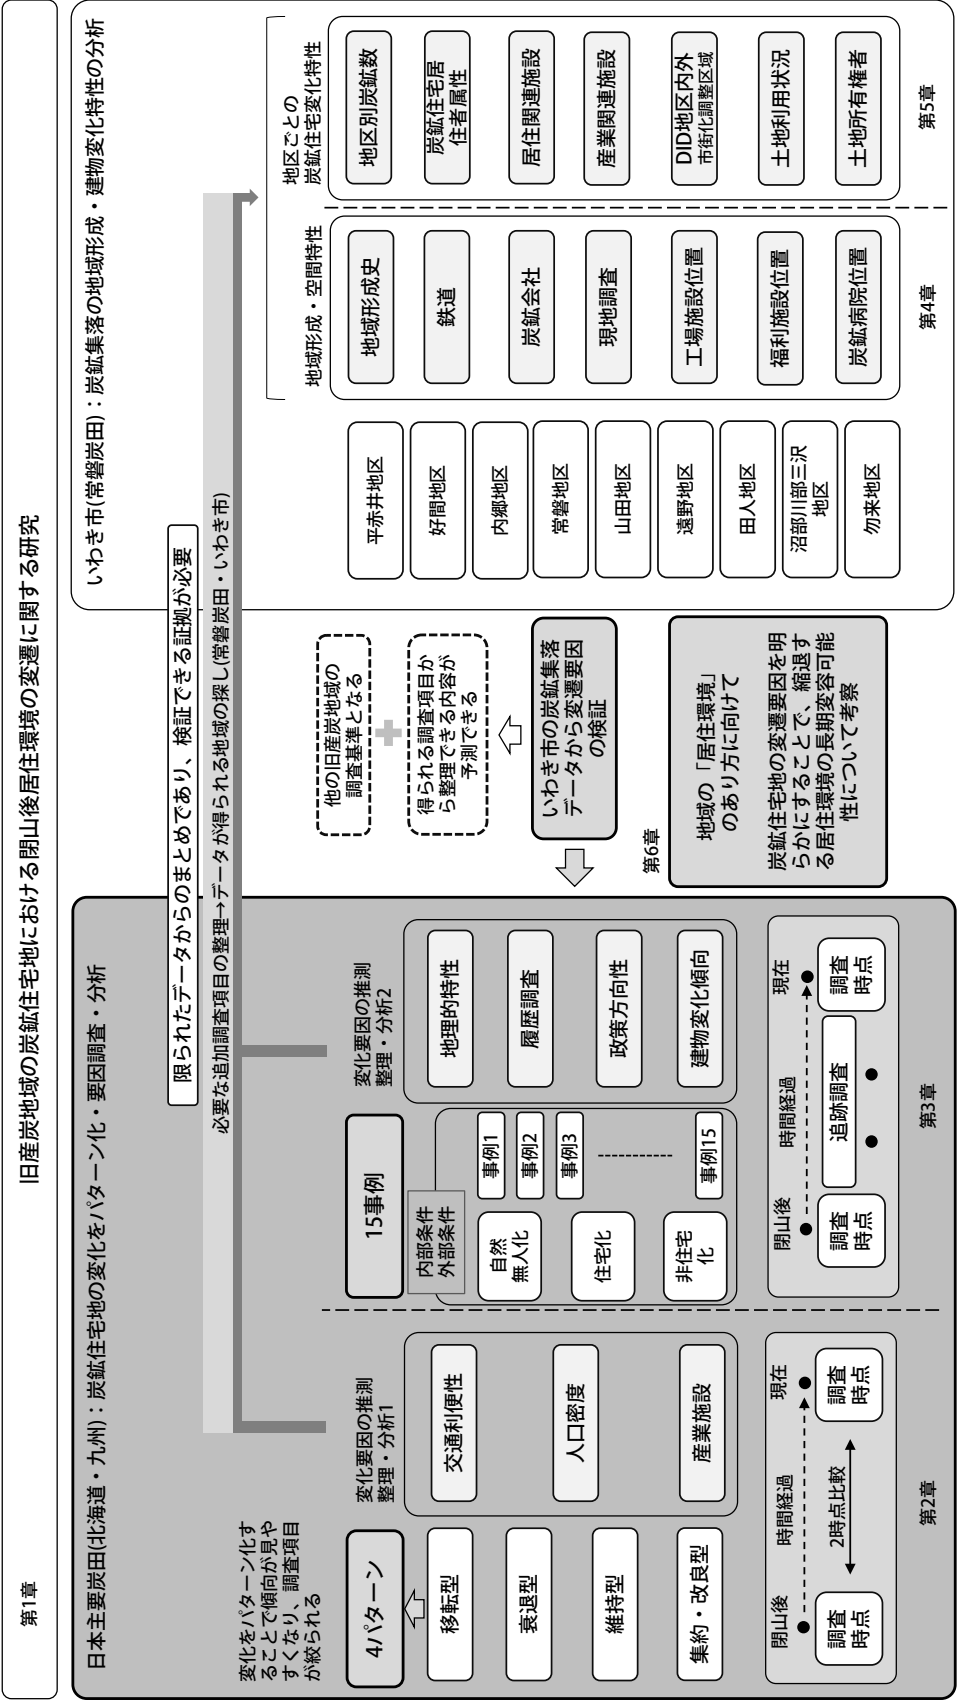 第1章
旧産炭地域の炭鉱住宅地における閉山後居住環境の変遷に関する研究
日本主要炭田(北海道・九州)：炭鉱住宅地の変化をパターン化・要因調査・分析
変化をパターン化す
ることで傾向が見や
すくなり、調査項目
が絞られる
4パターン
移転型
衰退型
維持型
集約・改良型
変化要因の推測
整理・分析1
交通利便性
人口密度
産業施設
閉山後
時間経過
現在
調査
時点
2時点比較
調査
時点
第2章
15事例
内部条件
外部条件
自然
無人化
住宅化
非住宅
化
事例1
事例2
事例3
事例15
変化要因の推測
整理・分析2
地理的特性
履歴調査
政策方向性
建物変化傾向
閉山後
時間経過
現在
調査
時点
追跡調査
調査
時点
第3章
限られたデータからのまとめであり、検証できる証拠が必要
必要な追加調査項目の整理→データが得られる地域の探し(常磐炭田・いわき市)
他の旧産炭地域の
調査基準となる
得られる調査項目か
ら整理できる内容が
予測できる
いわき市の炭鉱集落
データから変遷要因
の検証
第6章
地域の「居住環境」
のあり方に向けて
炭鉱住宅地の変遷要因を明
らかにすることで、縮退す
る居住環境の長期変容可能
性について考察
いわき市(常磐炭田)：炭鉱集落の地域形成・建物変化特性の分析
平赤井地区
好間地区
内郷地区
常磐地区
山田地区
遠野地区
田人地区
沼部川部三沢
地区
勿来地区
地域形成・空間特性
地域形成史
鉄道
炭鉱会社
現地調査
工場施設位置
福利施設位置
炭鉱病院位置
第4章
地区ごとの
炭鉱住宅変化特性
地区別炭鉱数
炭鉱住宅居
住者属性
居住関連施設
産業関連施設
DID地区内外
市街化調整区域
土地利用状況
土地所有権者
第5章